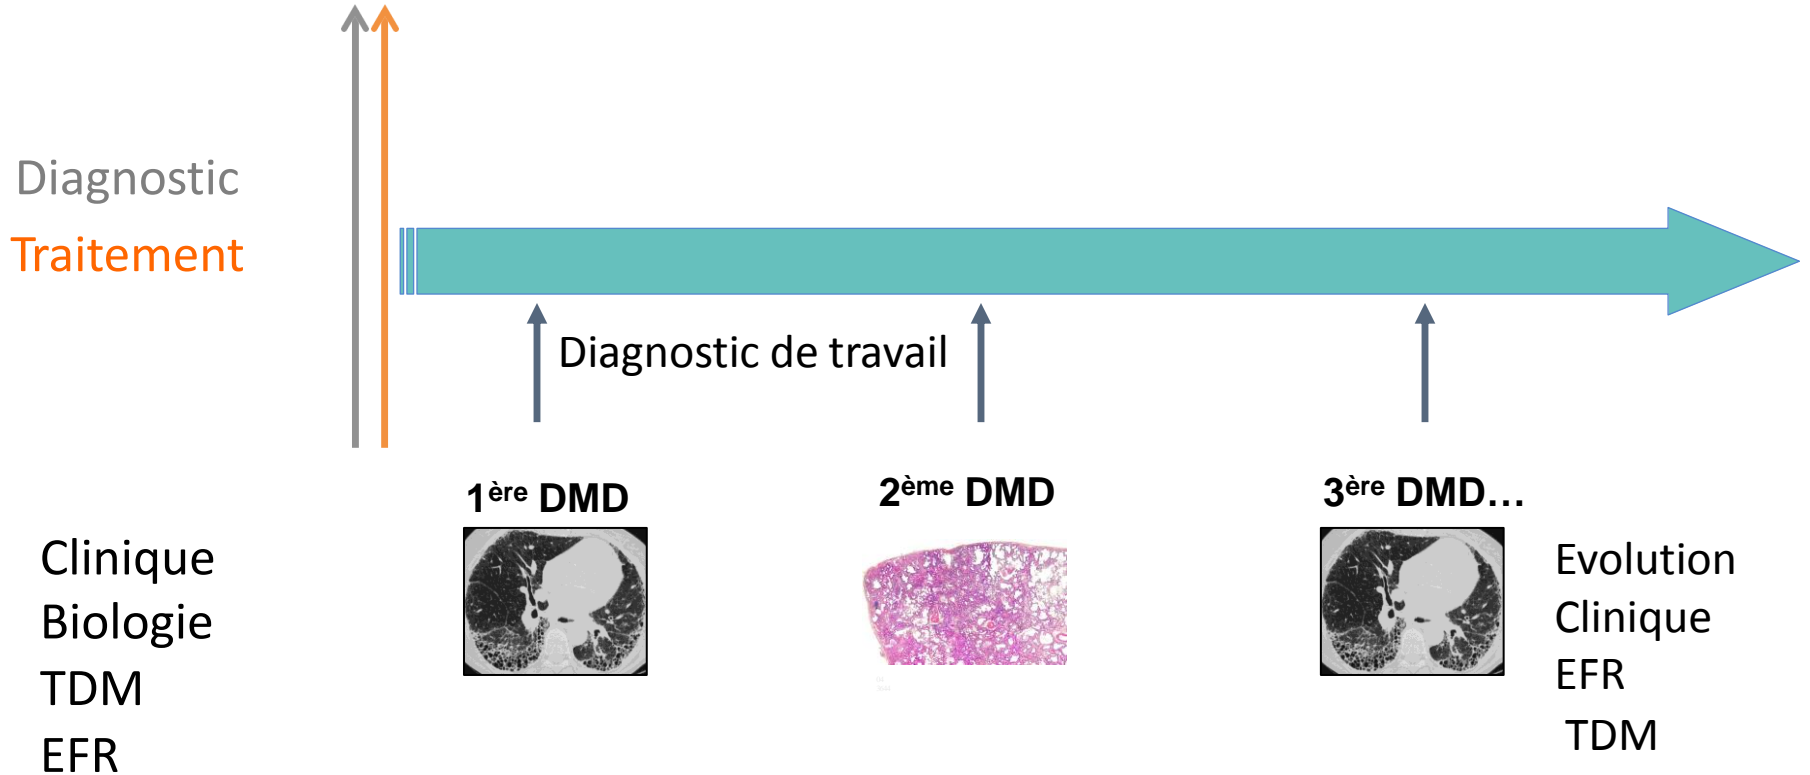 Diagnostic
Traitement
Diagnostic de travail
1ère DMD
2ème DMD
3ère DMD…
Clinique
Biologie
TDM
EFR
Evolution
Clinique
EFR
TDM